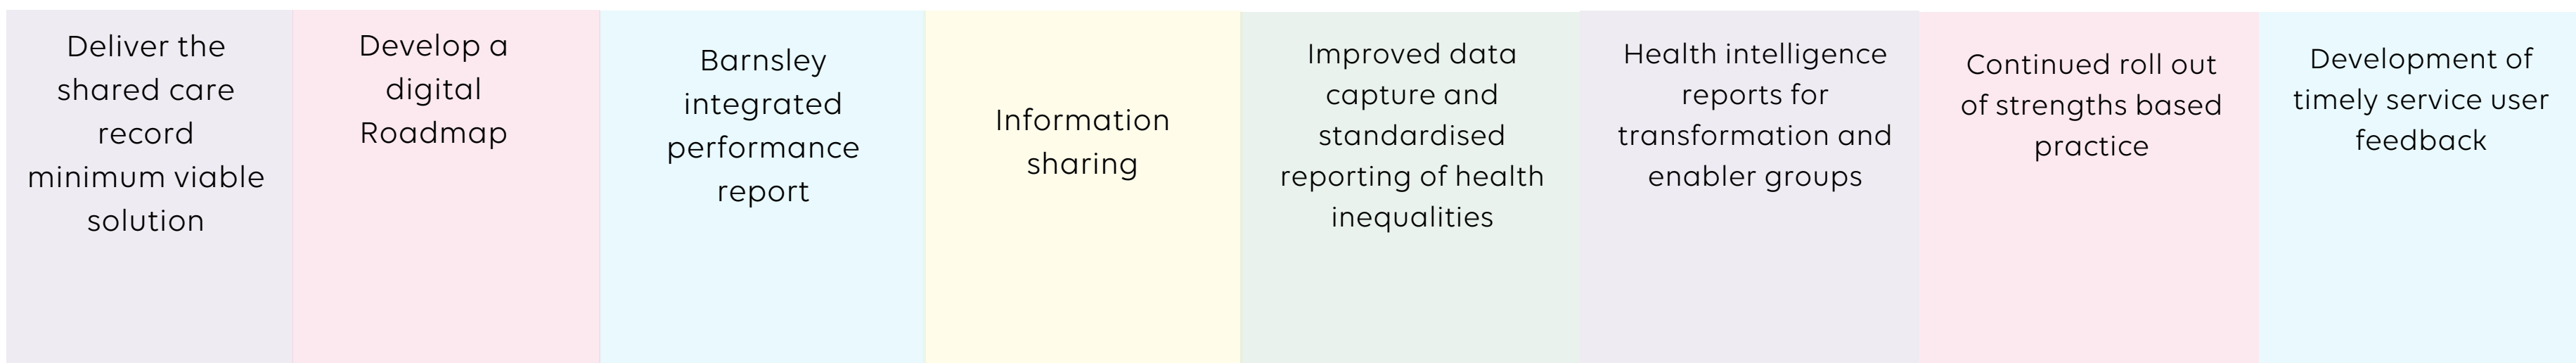 Deliver the
shared care
record
minimum viable
solution
Develop a
digital
Roadmap
Barnsley
integrated
performance
report
Information
sharing
Improved data
capture and
standardised
reporting of health
inequalities
Health intelligence
reports for
transformation and
enabler groups
Continued roll out
of strengths based
practice
Development of
timely service user
feedback